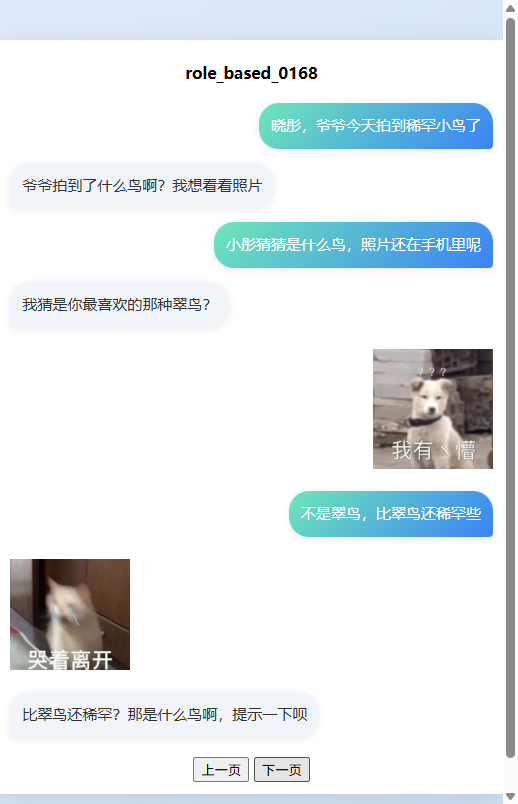 role_based_0168
晓彤，爷爷今天拍到稀罕小鸟了
爷爷拍到了什么鸟啊？我想看看照片
小彤猜猜是什么鸟，照片还在手机里呢
我猜是你最喜欢的那种翠鸟？
？？？
我有丶懵
不是翠鸟，比翠鸟还稀罕些
哭着离开
比翠鸟还稀罕？那是什么鸟啊，提示一下呗
上一页 下一页